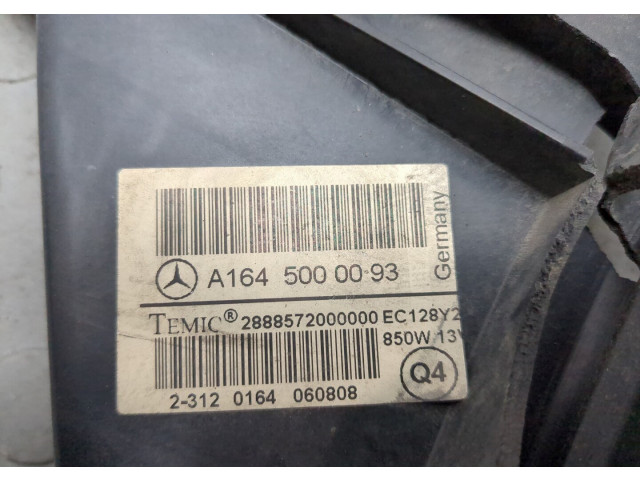 A164 500 00 93
Germany
TEMIC® 2888572000000 EC128Y2
850W 13V
2-312 0164 060808
Q4